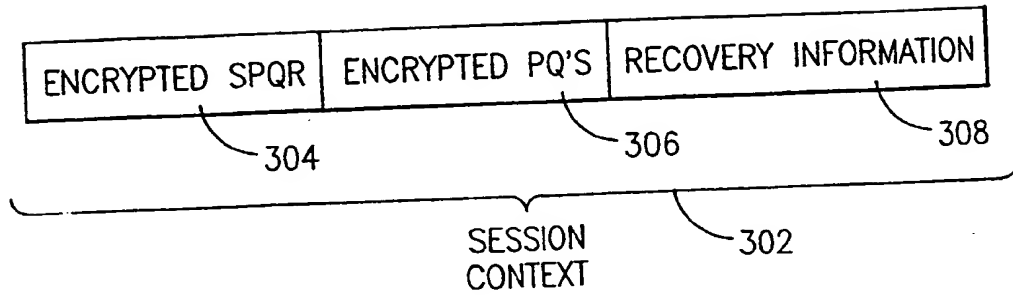 ENCRYPTED SPQR ENCRYPTED PQ'S RECOVERY INFORMATION
304 306 308
302
SESSION
CONTEXT